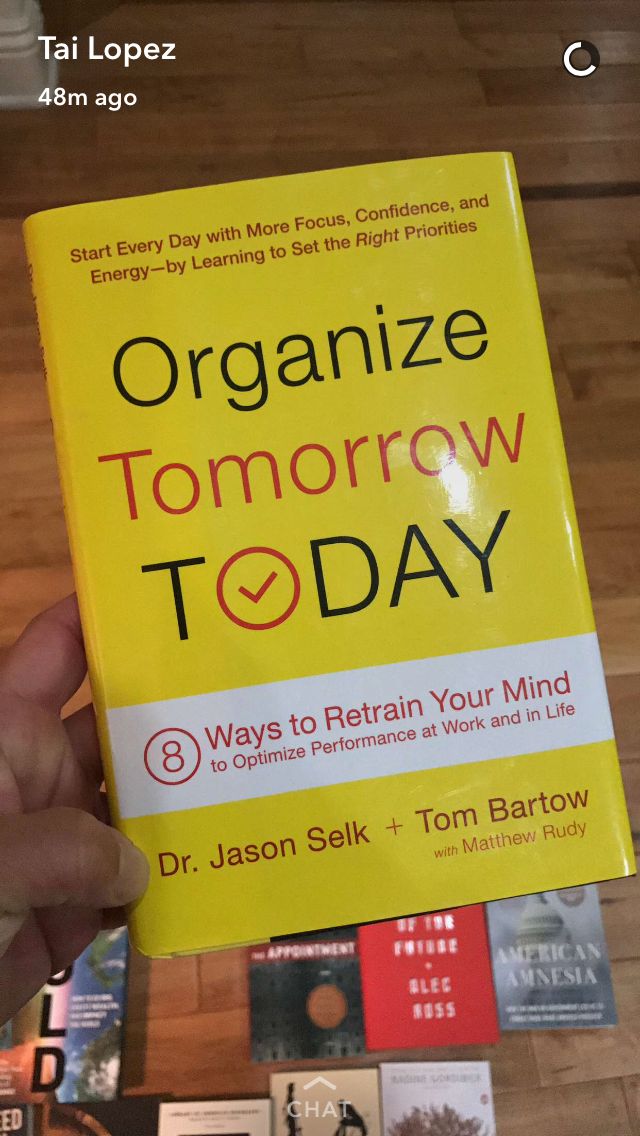 Tai Lopez
48m ago
Start Every Day with More Focus, Confidence, and
Energy—by Learning to Set the Right Priorities
Organize
Tomorrow
TODAY
8 Ways to Retrain Your Mind
to Optimize Performance at Work and in Life
Dr. Jason Selk + Tom Bartow
with Matthew Rudy
THE APPOINTMENT
OF THE
FUTURE
ALEC
ROSS
AMERICAN
AMNESIA
LD
CHAT